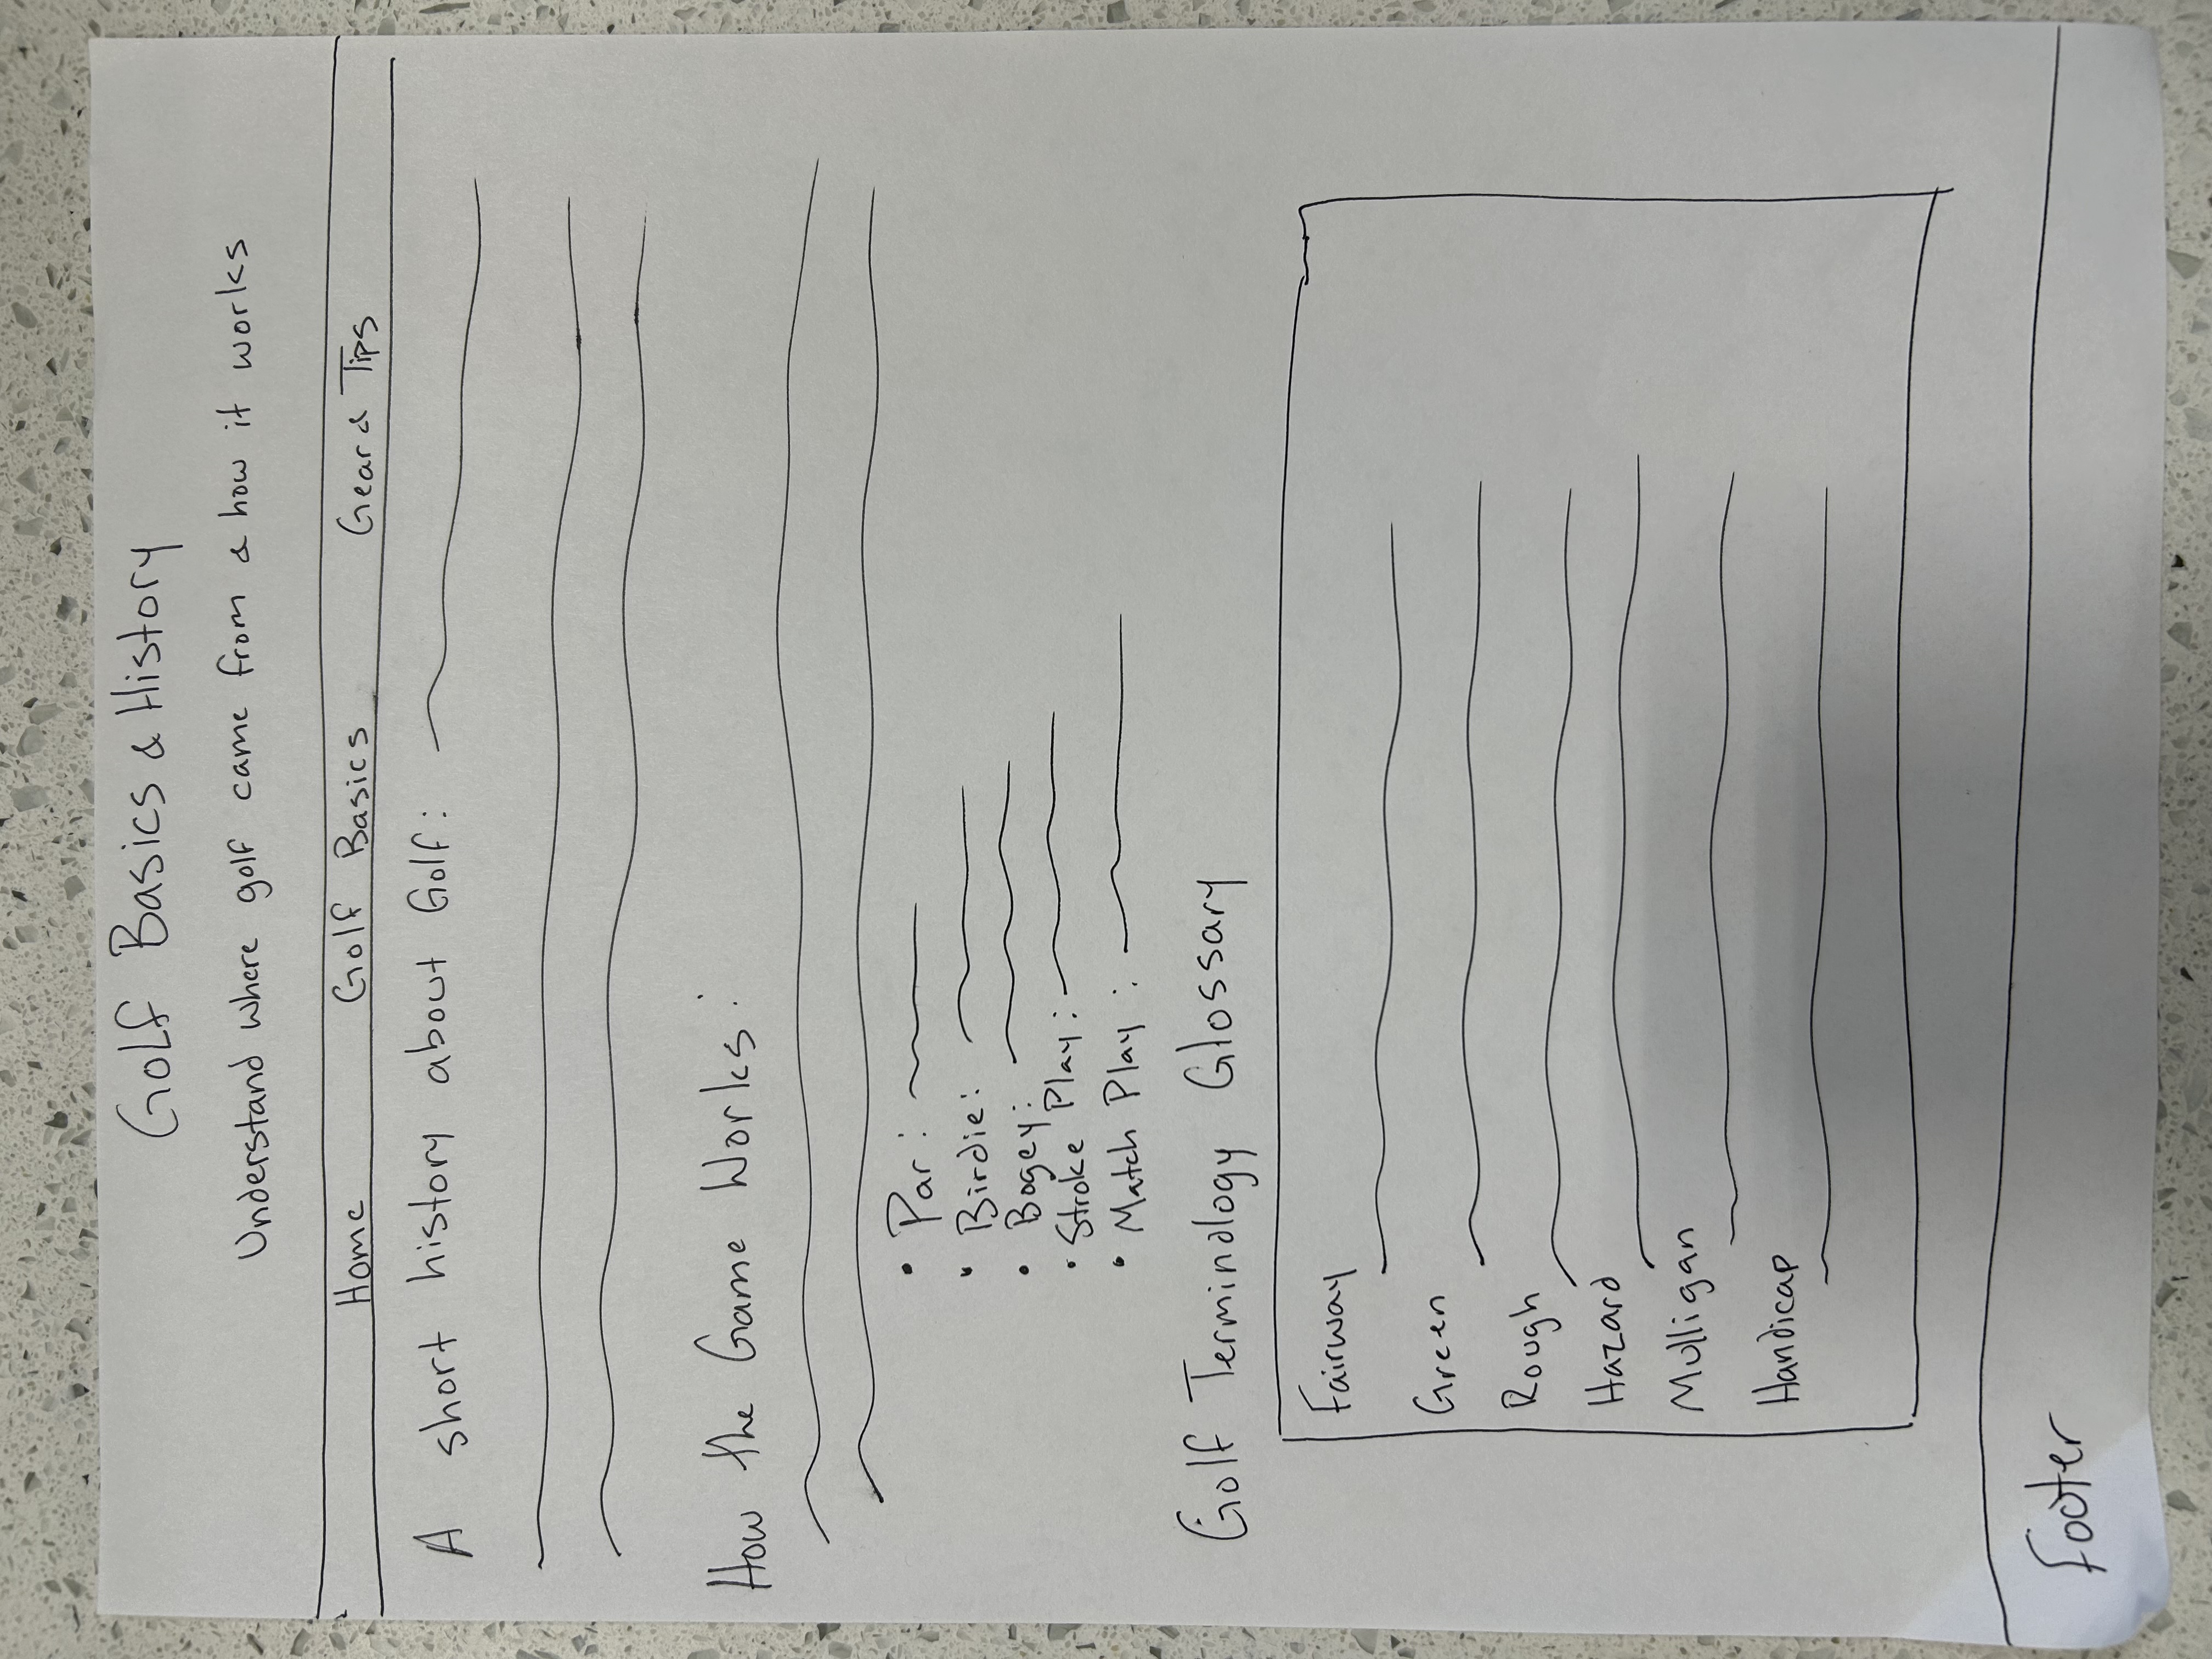 Golf Basics & History
Understand where golf came from & how it works
Home Golf Basics Gear & Tips
A short history about Golf:
How the Game Works:
• Par:
• Birdie:
• Bogey:
• Stroke Play:
• Match Play:
Golf Terminology Glossary
Fairway
Green
Rough
Hazard
Mulligan
Handicap
Footer